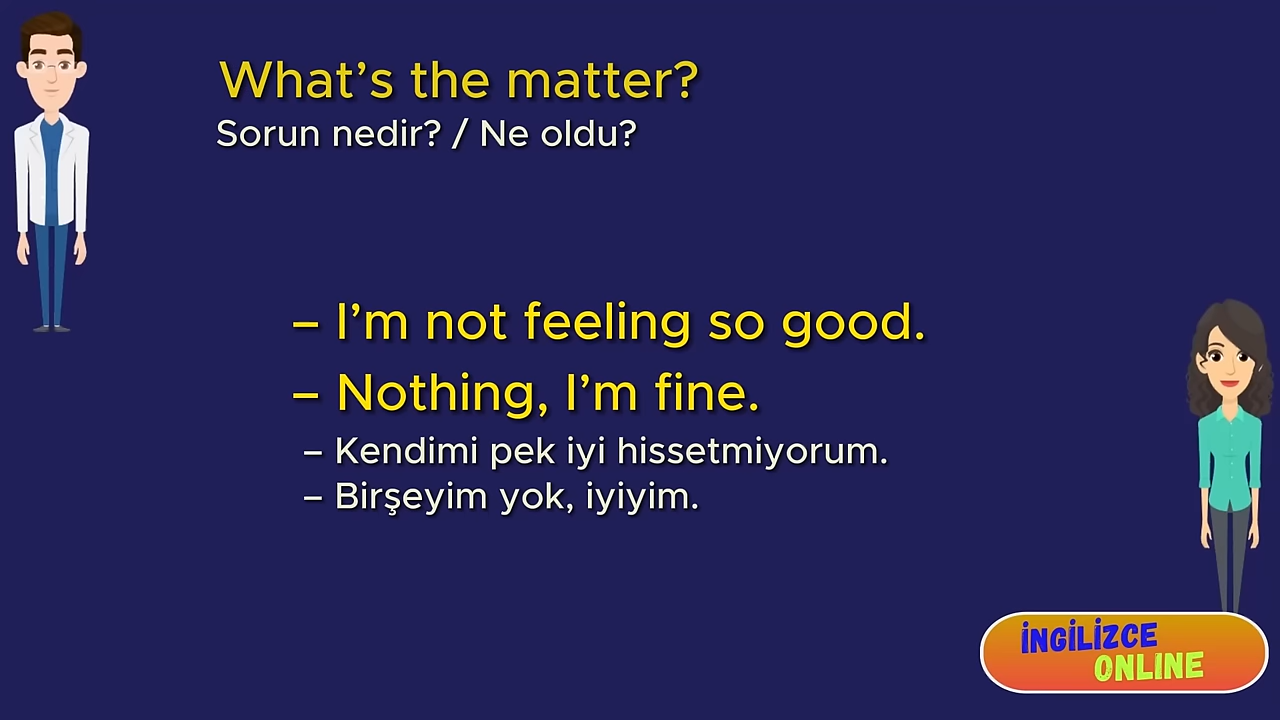 What’s the matter?
Sorun nedir? / Ne oldu?
– I’m not feeling so good.
– Nothing, I’m fine.
– Kendimi pek iyi hissetmiyorum.
– Birşeyim yok, iyiyim.
İNGİLİZCE
ONLINE